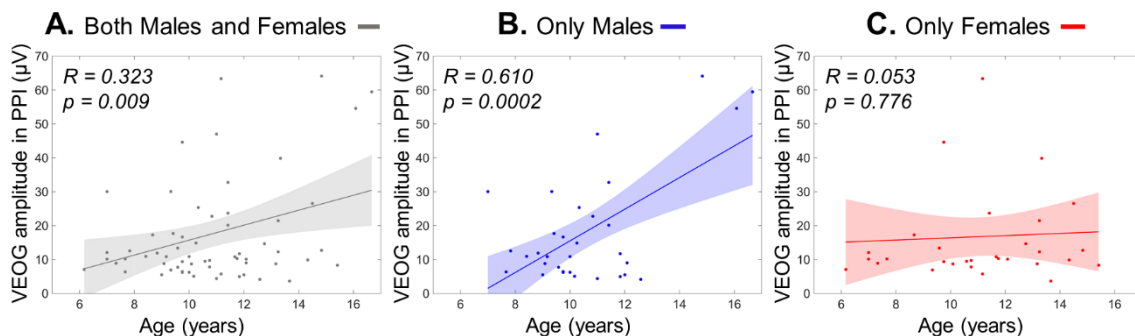 A. Both Males and Females
VEOG amplitude in PPI (μV)
70
60
50
40
30
20
10
0
R = 0.323
p = 0.009
6 8 10 12 14 16
Age (years)
B. Only Males
VEOG amplitude in PPI (μV)
70
60
50
40
30
20
10
0
R = 0.610
p = 0.0002
6 8 10 12 14 16
Age (years)
C. Only Females
VEOG amplitude in PPI (μV)
70
60
50
40
30
20
10
0
R = 0.053
p = 0.776
6 8 10 12 14 16
Age (years)